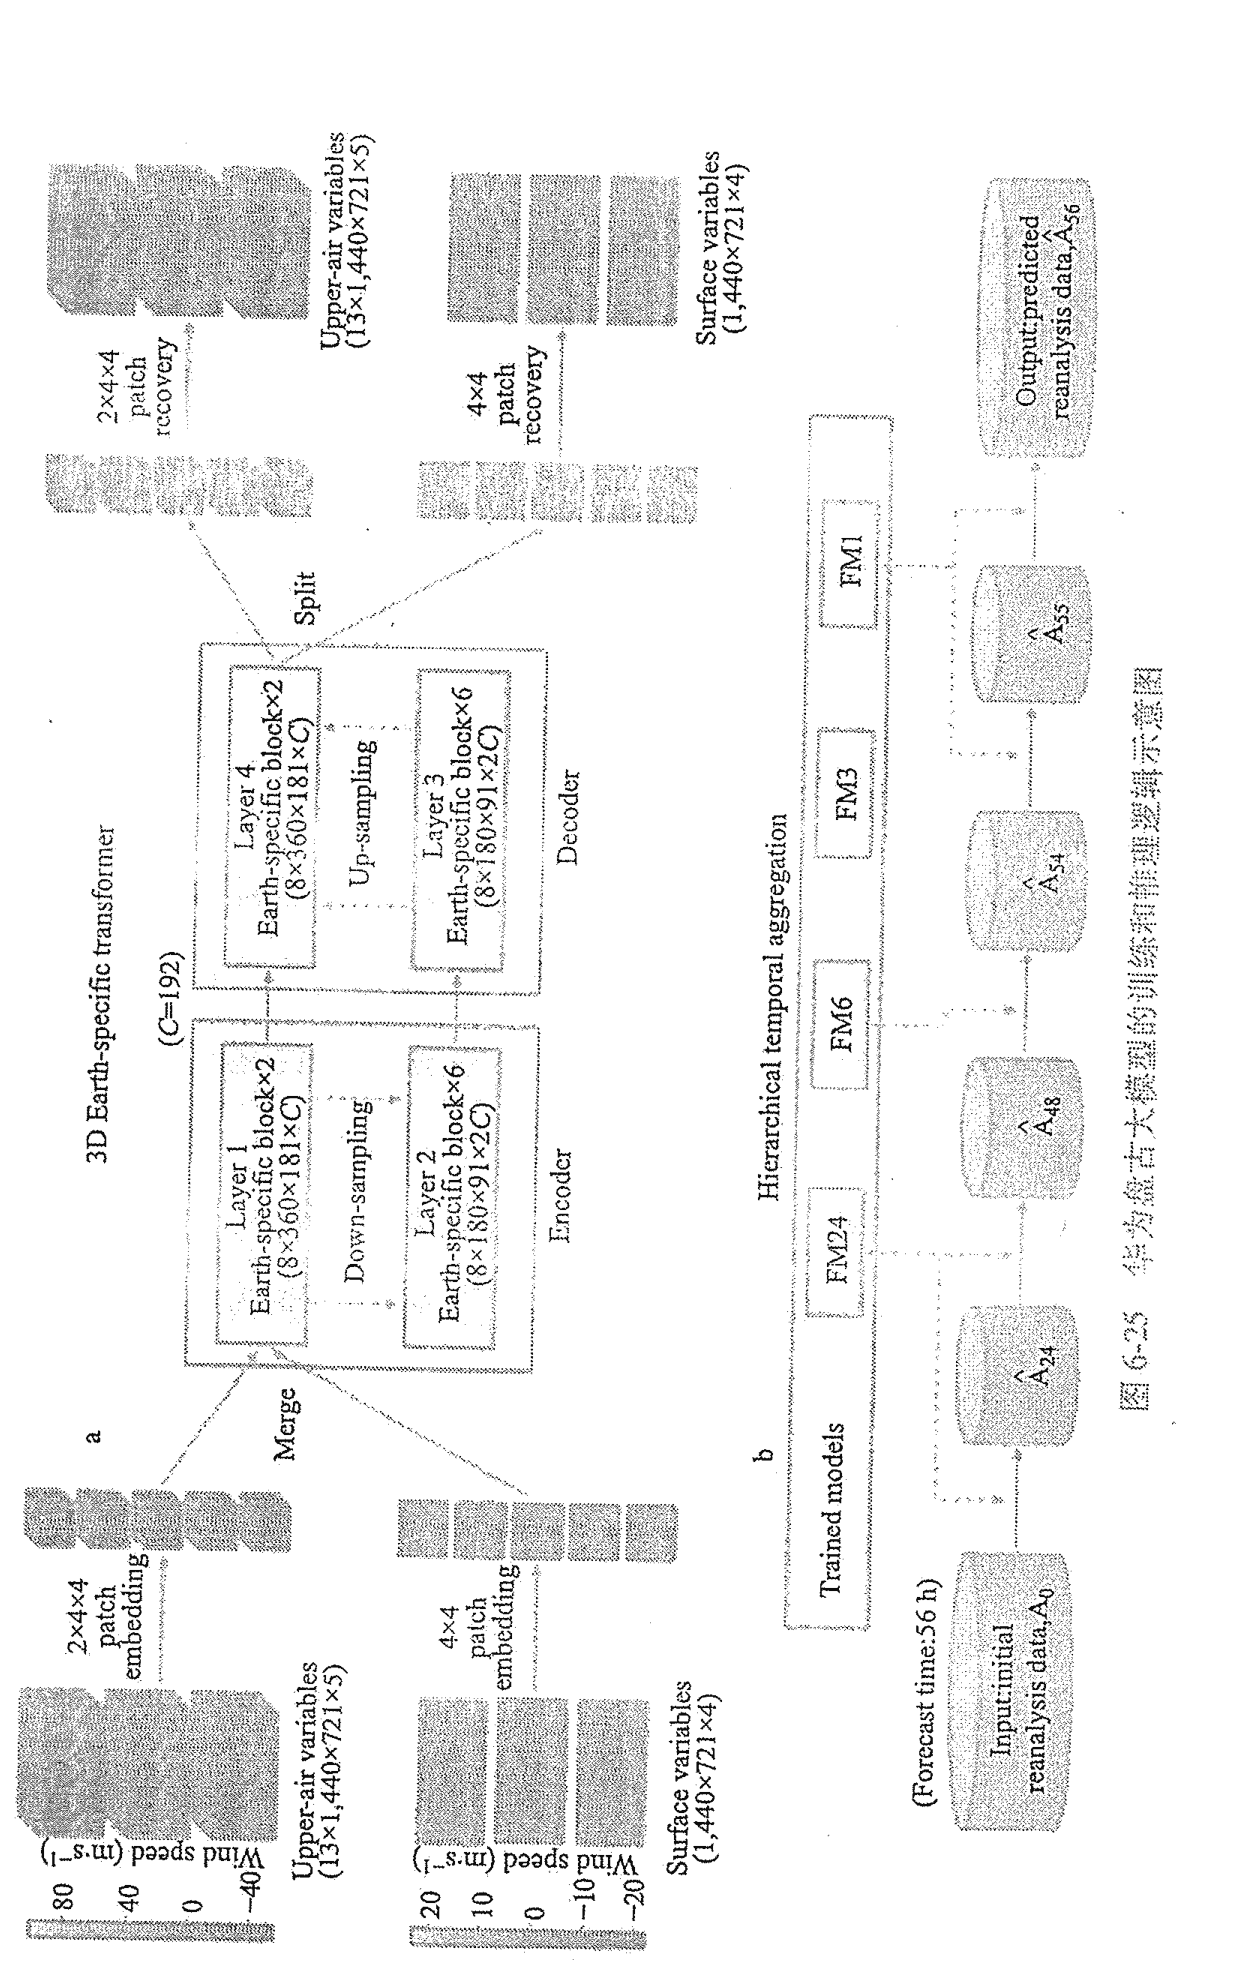 a
3D Earth-specific transformer
(C=192)
80
40
0
−40
Wind speed (m·s⁻¹)
Upper-air variables
(13×1,440×721×5)
2×4×4
patch
embedding
20
10
0
−10
−20
Wind speed (m·s⁻¹)
Surface variables
(1,440×721×4)
4×4
patch
embedding
Merge
Layer 1
Earth-specific block×2
(8×360×181×C)
Down-sampling
Layer 2
Earth-specific block×6
(8×180×91×2C)
Encoder
Layer 4
Earth-specific block×2
(8×360×181×C)
Up-sampling
Layer 3
Earth-specific block×6
(8×180×91×2C)
Decoder
Split
2×4×4
patch
recovery
Upper-air variables
(13×1,440×721×5)
4×4
patch
recovery
Surface variables
(1,440×721×4)
b
Hierarchical temporal aggregation
Trained models
FM24
FM6
FM3
FM1
(Forecast time:56 h)
Input:initial
reanalysis data,A₀
Â₂₄
Â₄₈
Â₅₄
Â₅₅
Output:predicted
reanalysis data,Â₅₆
图 6-25 华为盘古大模型的训练和推理逻辑示意图